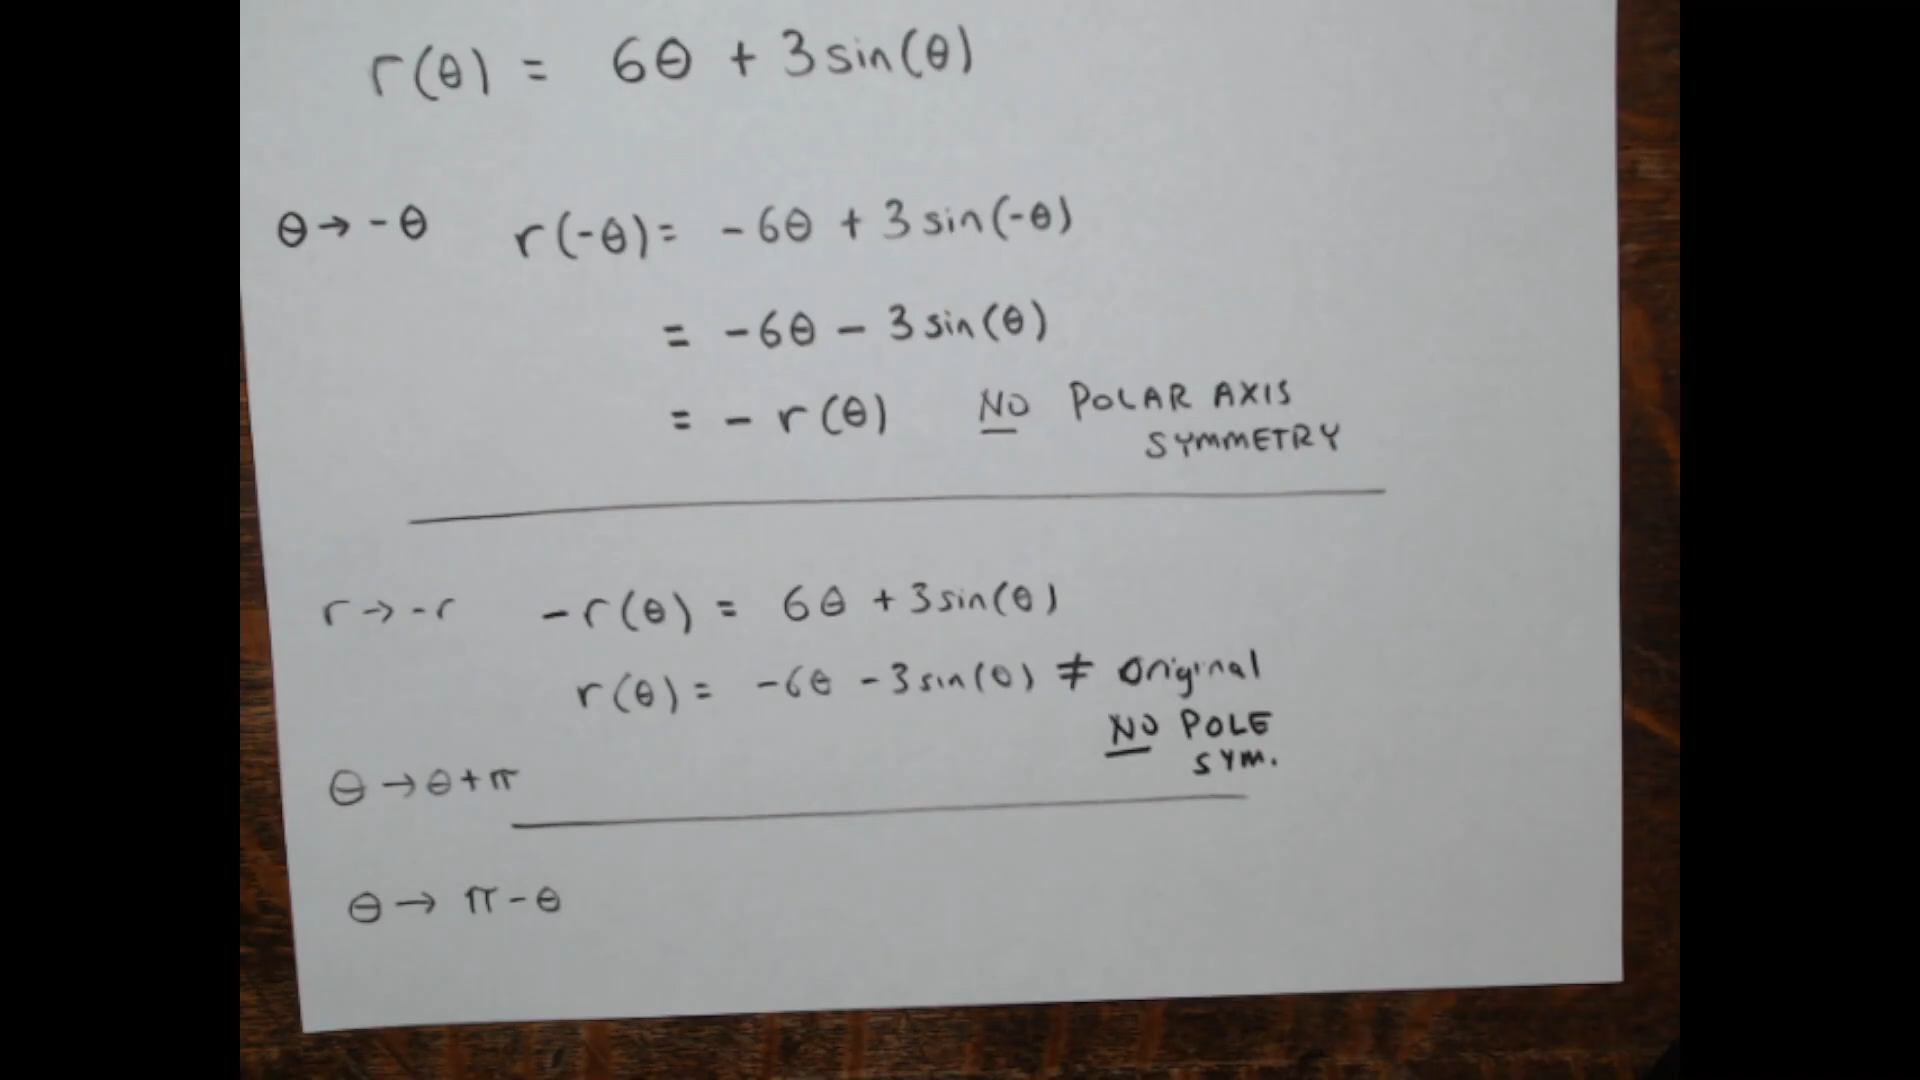 r(θ) = 6θ + 3sin(θ)
θ → -θ r(-θ) = -6θ + 3sin(-θ)
= -6θ - 3sin(θ)
= - r(θ) NO POLAR AXIS
SYMMETRY
r → -r -r(θ) = 6θ + 3sin(θ)
r(θ) = -6θ - 3sin(θ) ≠ original
NO POLE
SYM.
θ → θ + π
θ → π - θ